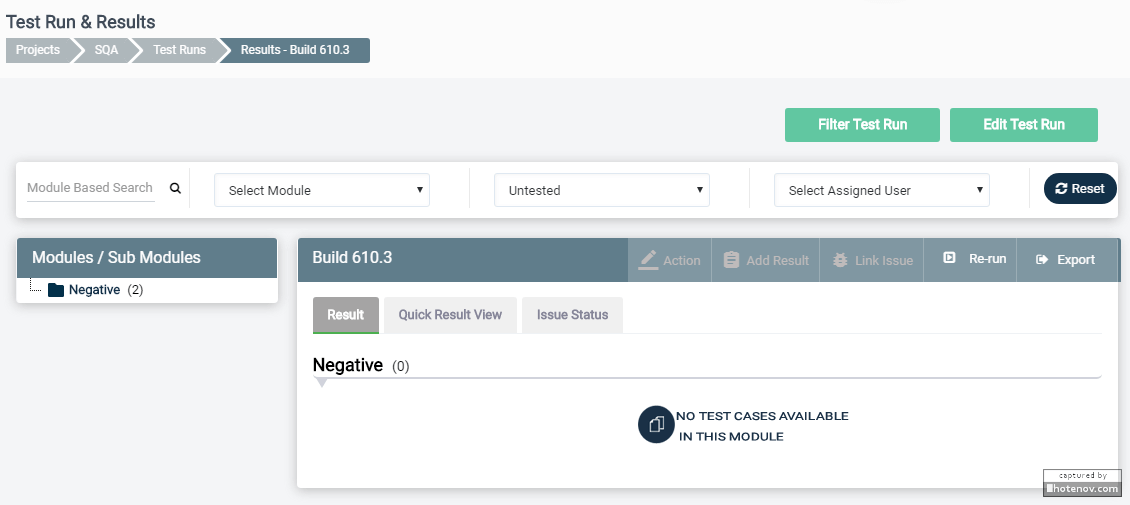 Test Run & Results
Projects SQA Test Runs Results - Build 610.3
Filter Test Run Edit Test Run
Module Based Search Select Module Untested Select Assigned User Reset
Modules / Sub Modules
Negative (2)
Build 610.3 Action Add Result Link Issue Re-run Export
Result Quick Result View Issue Status
Negative (0)
NO TEST CASES AVAILABLE
IN THIS MODULE
captured by
hotenov.com